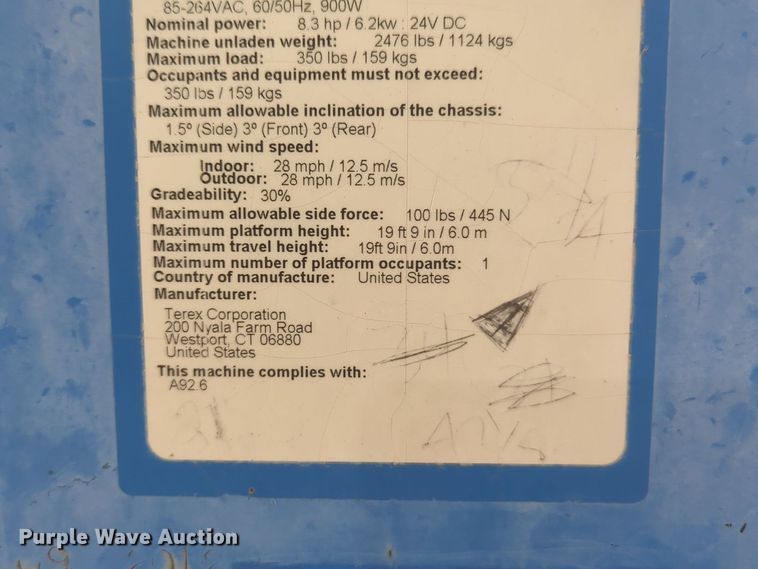 85-264VAC, 60/50Hz, 900W
Nominal power: 8.3 hp / 6.2kw : 24V DC
Machine unladen weight: 2476 lbs / 1124 kgs
Maximum load: 350 lbs / 159 kgs
Occupants and equipment must not exceed:
350 lbs / 159 kgs
Maximum allowable inclination of the chassis:
1.5º (Side) 3º (Front) 3º (Rear)
Maximum wind speed:
Indoor: 28 mph / 12.5 m/s
Outdoor: 28 mph / 12.5 m/s
Gradeability: 30%
Maximum allowable side force: 100 lbs / 445 N
Maximum platform height: 19 ft 9 in / 6.0 m
Maximum travel height: 19ft 9in / 6.0m
Maximum number of platform occupants: 1
Country of manufacture: United States
Manufacturer:
Terex Corporation
200 Nyala Farm Road
Westport, CT 06880
United States
This machine complies with:
A92.6
Purple Wave Auction